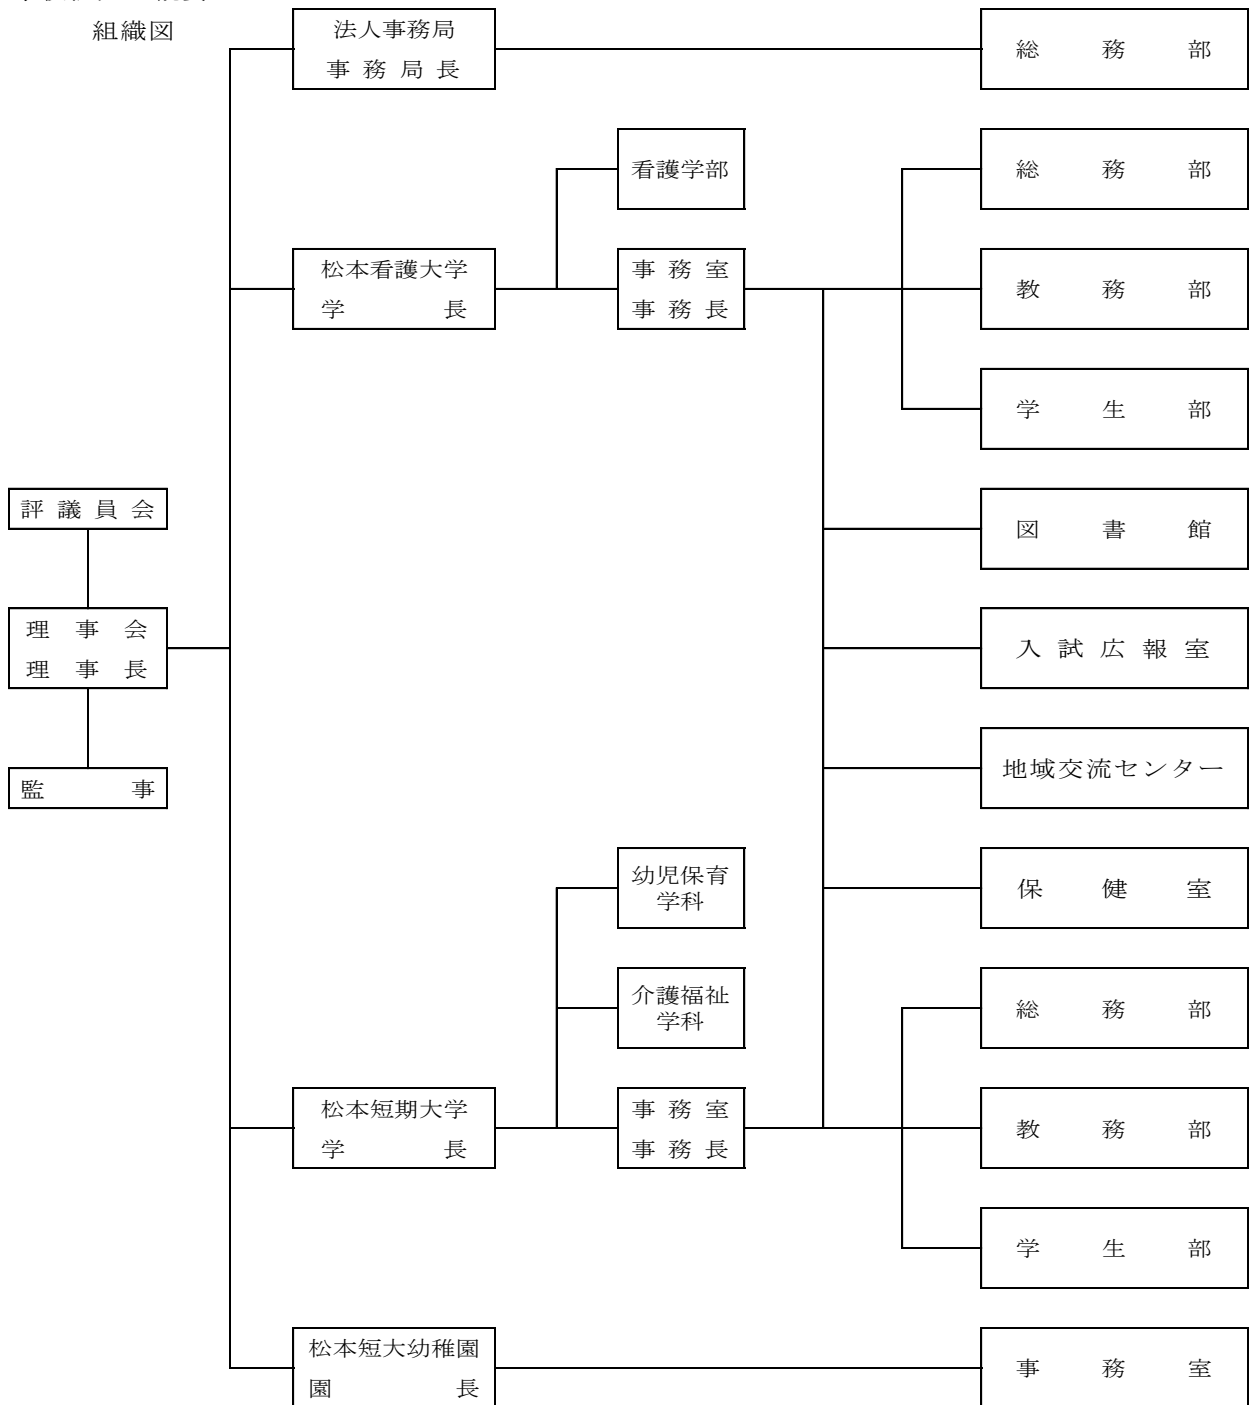 組織図
法人事務局
事務局長
総務部
看護学部
総務部
松本看護大学
学長
事務室
事務長
教務部
学生部
評議員会
図書館
理事会
理事長
入試広報室
監事
地域交流センター
幼児保育
学科
保健室
介護福祉
学科
総務部
松本短期大学
学長
事務室
事務長
教務部
学生部
松本短大幼稚園
園長
事務室